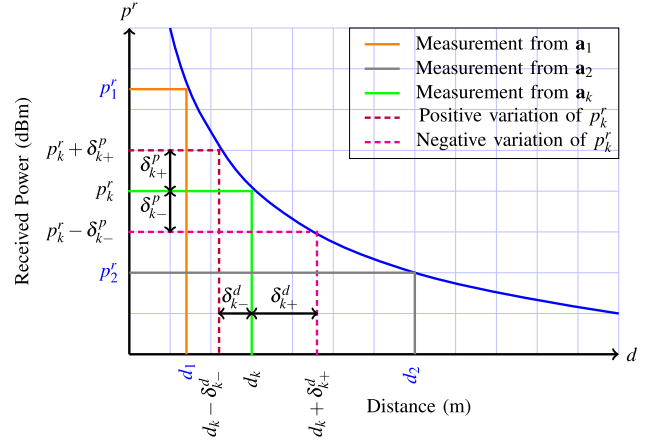 p^r
Measurement from a_1
Measurement from a_2
Measurement from a_k
Positive variation of p_k^r
Negative variation of p_k^r
Received Power (dBm)
p_1^r
p_k^r + δ_{k+}^p
δ_{k+}^p
p_k^r
δ_{k−}^p
p_k^r − δ_{k−}^p
p_2^r
δ_{k−}^d
δ_{k+}^d
d
d_1
d_k − δ_{k−}^d
d_k
d_k + δ_{k+}^d
d_2
Distance (m)